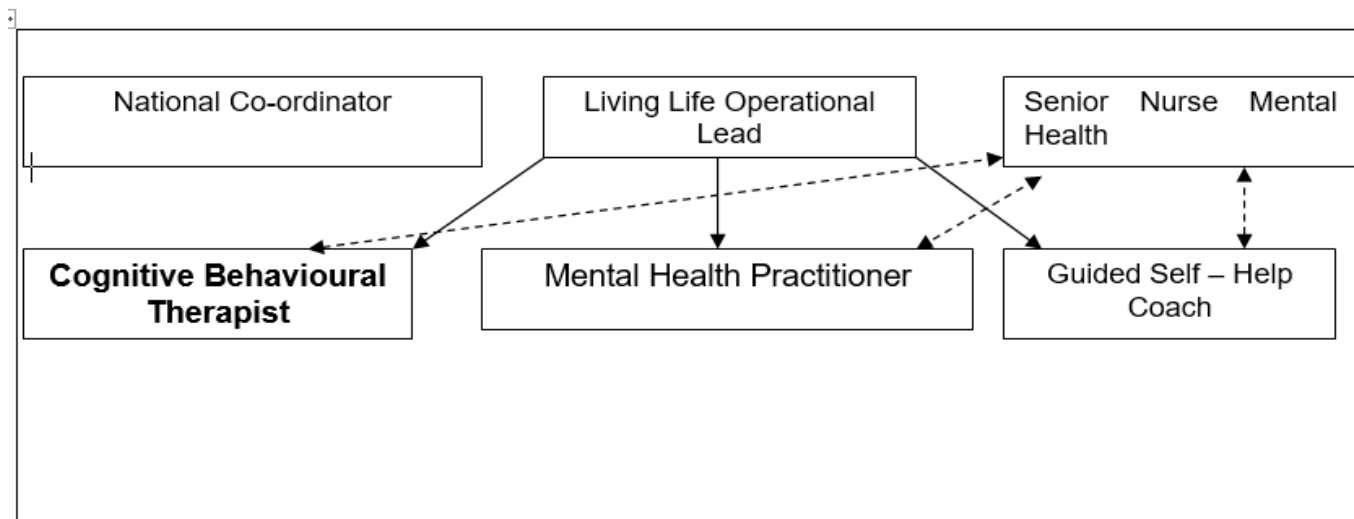 National Co-ordinator
Living Life Operational
Lead
Senior Nurse Mental
Health
Cognitive Behavioural
Therapist
Mental Health Practitioner
Guided Self – Help
Coach